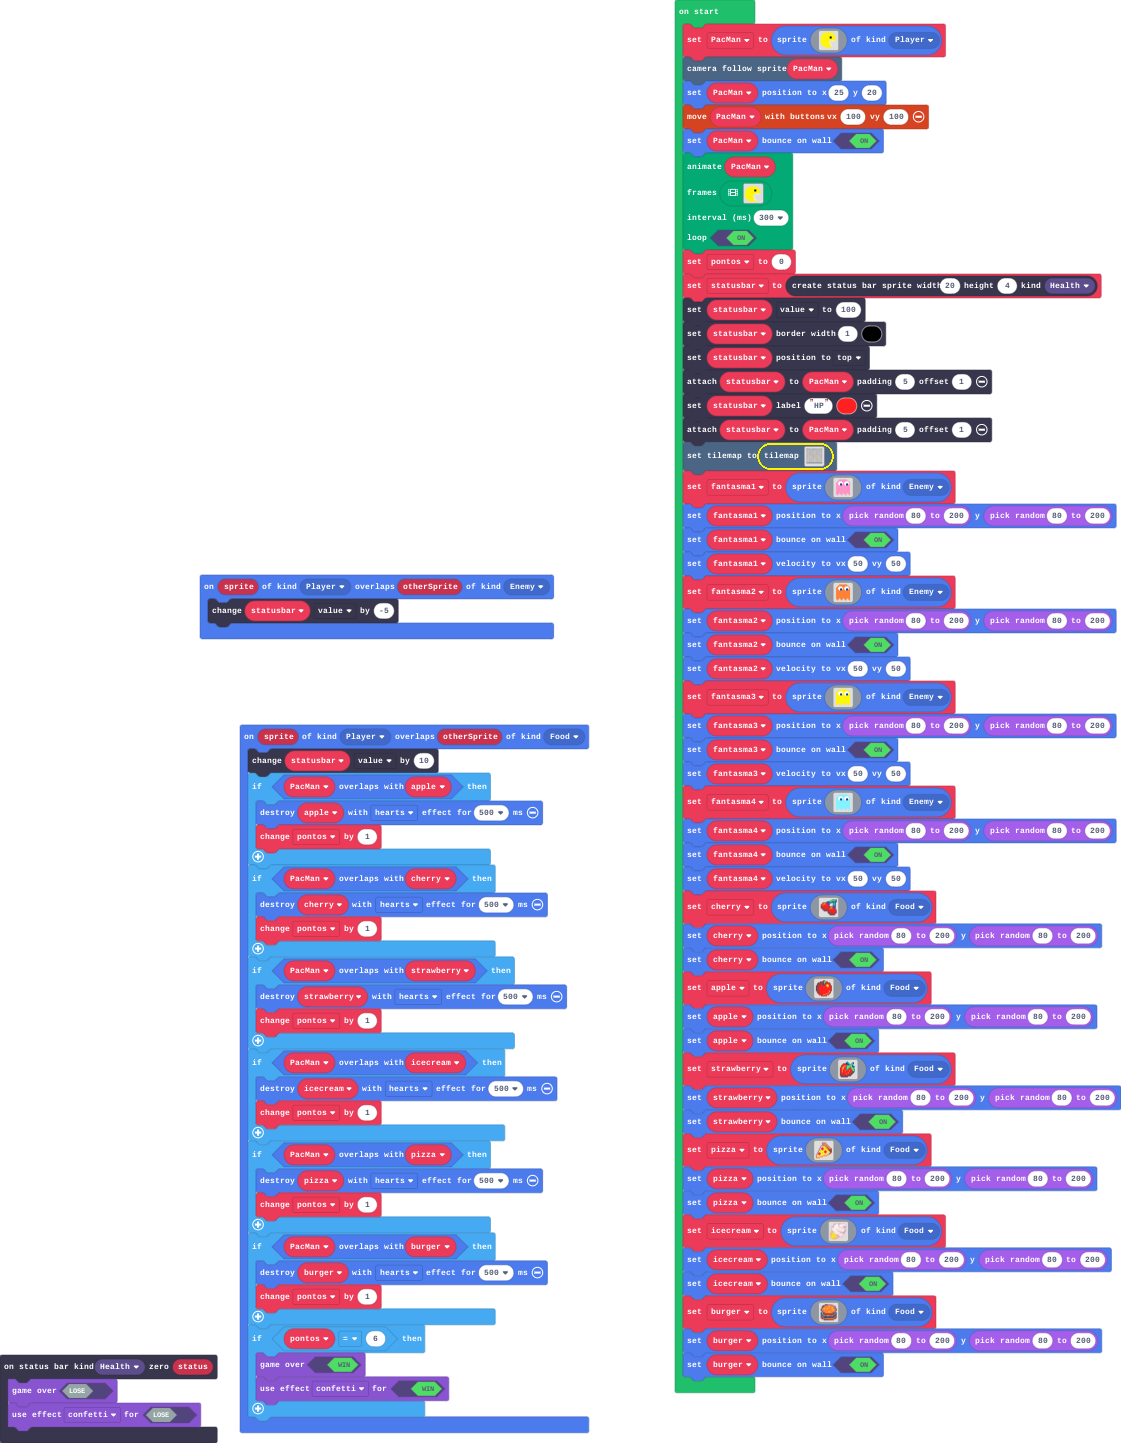 on start
set PacMan to sprite of kind Player
camera follow sprite PacMan
set PacMan position to x 25 y 20
move PacMan with buttons vx 100 vy 100
set PacMan bounce on wall ON
animate PacMan
frames
interval (ms) 300
loop ON
set pontos to 0
set statusbar to create status bar sprite width 20 height 4 kind Health
set statusbar value to 100
set statusbar border width 1
set statusbar position to top
attach statusbar to PacMan padding 5 offset 1
set statusbar label "HP"
attach statusbar to PacMan padding 5 offset 1
set tilemap to tilemap
set fantasma1 to sprite of kind Enemy
set fantasma1 position to x pick random 80 to 200 y pick random 80 to 200
set fantasma1 bounce on wall ON
set fantasma1 velocity to vx 50 vy 50
set fantasma2 to sprite of kind Enemy
set fantasma2 position to x pick random 80 to 200 y pick random 80 to 200
set fantasma2 bounce on wall ON
set fantasma2 velocity to vx 50 vy 50
set fantasma3 to sprite of kind Enemy
set fantasma3 position to x pick random 80 to 200 y pick random 80 to 200
set fantasma3 bounce on wall ON
set fantasma3 velocity to vx 50 vy 50
set fantasma4 to sprite of kind Enemy
set fantasma4 position to x pick random 80 to 200 y pick random 80 to 200
set fantasma4 bounce on wall ON
set fantasma4 velocity to vx 50 vy 50
set cherry to sprite of kind Food
set cherry position to x pick random 80 to 200 y pick random 80 to 200
set cherry bounce on wall ON
set apple to sprite of kind Food
set apple position to x pick random 80 to 200 y pick random 80 to 200
set apple bounce on wall ON
set strawberry to sprite of kind Food
set strawberry position to x pick random 80 to 200 y pick random 80 to 200
set strawberry bounce on wall ON
set pizza to sprite of kind Food
set pizza position to x pick random 80 to 200 y pick random 80 to 200
set pizza bounce on wall ON
set icecream to sprite of kind Food
set icecream position to x pick random 80 to 200 y pick random 80 to 200
set icecream bounce on wall ON
set burger to sprite of kind Food
set burger position to x pick random 80 to 200 y pick random 80 to 200
set burger bounce on wall ON
on sprite of kind Player overlaps otherSprite of kind Enemy
change statusbar value by -5
on sprite of kind Player overlaps otherSprite of kind Food
change statusbar value by 10
if PacMan overlaps with apple then
destroy apple with hearts effect for 500 ms
change pontos by 1
if PacMan overlaps with cherry then
destroy cherry with hearts effect for 500 ms
change pontos by 1
if PacMan overlaps with strawberry then
destroy strawberry with hearts effect for 500 ms
change pontos by 1
if PacMan overlaps with icecream then
destroy icecream with hearts effect for 500 ms
change pontos by 1
if PacMan overlaps with pizza then
destroy pizza with hearts effect for 500 ms
change pontos by 1
if PacMan overlaps with burger then
destroy burger with hearts effect for 500 ms
change pontos by 1
if pontos = 6 then
game over WIN
use effect confetti for WIN
on status bar kind Health zero status
game over LOSE
use effect confetti for LOSE